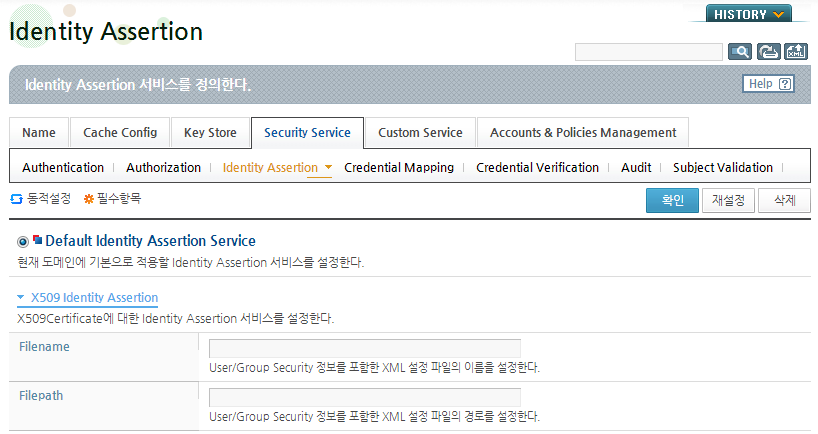 HISTORY
Identity Assertion
XML
Identity Assertion 서비스를 정의한다.
Help ?
Name Cache Config Key Store Security Service Custom Service Accounts & Policies Management
Authentication Authorization Identity Assertion Credential Mapping Credential Verification Audit Subject Validation
동적설정 필수항목 확인 재설정 삭제
Default Identity Assertion Service
현재 도메인에 기본으로 적용할 Identity Assertion 서비스를 설정한다.
X509 Identity Assertion
X509Certificate에 대한 Identity Assertion 서비스를 설정한다.
Filename
User/Group Security 정보를 포함한 XML 설정 파일의 이름을 설정한다.
Filepath
User/Group Security 정보를 포함한 XML 설정 파일의 경로를 설정한다.